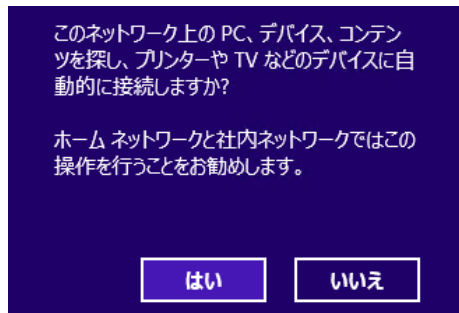 このネットワーク上の PC、デバイス、コンテン
ツを探し、プリンターや TV などのデバイスに自
動的に接続しますか?
ホーム ネットワークと社内ネットワークではこの
操作を行うことをお勧めします。
はい いいえ